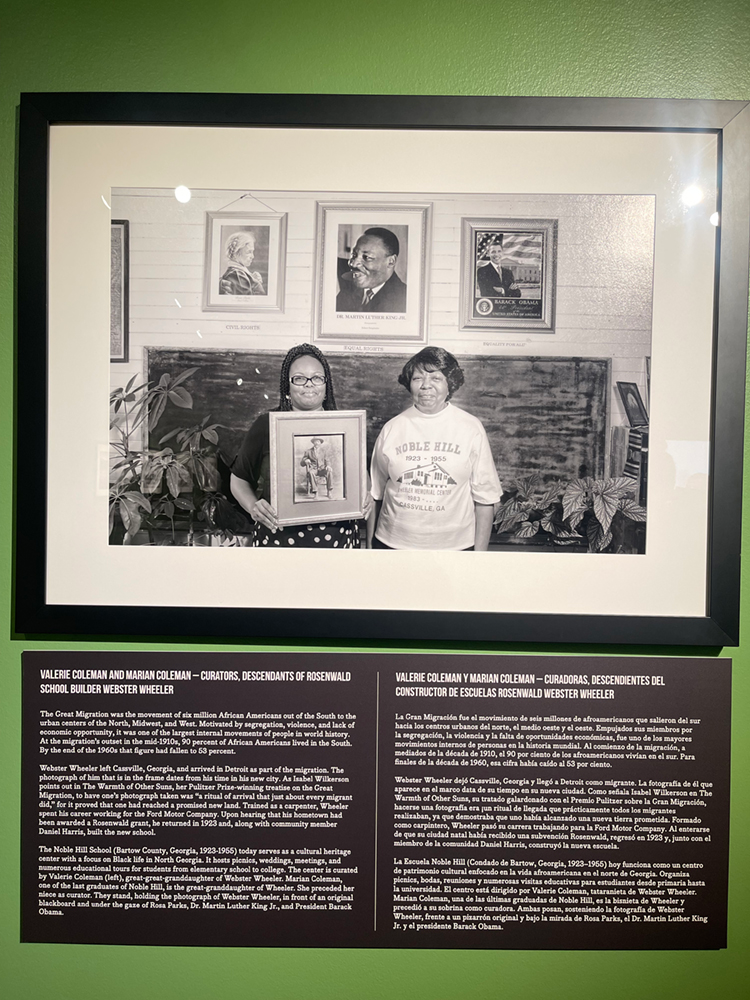 CIVIL RIGHTS
DR. MARTIN LUTHER KING, JR.
EQUAL RIGHTS
BARACK OBAMA
UNITED STATES OF AMERICA
NOBLE HILL
1923 - 1955
WHEELER MEMORIAL CENTER
1983 -
CASSVILLE, GA
VALERIE COLEMAN AND MARIAN COLEMAN – CURATORS, DESCENDANTS OF ROSENWALD
SCHOOL BUILDER WEBSTER WHEELER
The Great Migration was the movement of six million African Americans out of the South to the
urban centers of the North, Midwest, and West. Motivated by segregation, violence, and lack of
economic opportunity, it was one of the largest internal movements of people in world history.
At the migration's outset in the mid-1910s, 90 percent of African Americans lived in the South.
By the end of the 1960s that figure had fallen to 53 percent.
Webster Wheeler left Cassville, Georgia, and arrived in Detroit as part of the migration. The
photograph of him that is in the frame dates from his time in his new city. As Isabel Wilkerson
points out in The Warmth of Other Suns, her Pulitzer Prize-winning treatise on the Great
Migration, to have one's photograph taken was "a ritual of arrival that just about every migrant
did," for it proved that one had reached a promised new land. Trained as a carpenter, Wheeler
spent his career working for the Ford Motor Company. Upon hearing that his hometown had
been awarded a Rosenwald grant, he returned in 1923 and, along with community member
Daniel Harris, built the new school.
The Noble Hill School (Bartow County, Georgia, 1923-1955) today serves as a cultural heritage
center with a focus on Black life in North Georgia. It hosts picnics, weddings, meetings, and
numerous educational tours for students from elementary school to college. The center is curated
by Valerie Coleman (left), great-great-granddaughter of Webster Wheeler. Marian Coleman,
one of the last graduates of Noble Hill, is the great-granddaughter of Wheeler. She preceded her
niece as curator. They stand, holding the photograph of Webster Wheeler, in front of an original
blackboard and under the gaze of Rosa Parks, Dr. Martin Luther King Jr., and President Barack
Obama.
VALERIE COLEMAN Y MARIAN COLEMAN – CURADORAS, DESCENDIENTES DEL
CONSTRUCTOR DE ESCUELAS ROSENWALD WEBSTER WHEELER
La Gran Migración fue el movimiento de seis millones de afroamericanos que salieron del sur
hacia los centros urbanos del norte, el medio oeste y el oeste. Empujados sus miembros por
la segregación, la violencia y la falta de oportunidades económicas, fue uno de los mayores
movimientos internos de personas en la historia mundial. Al comienzo de la migración, a
mediados de la década de 1910, el 90 por ciento de los afroamericanos vivían en el sur. Para
finales de la década de 1960, esa cifra había caído al 53 por ciento.
Webster Wheeler dejó Cassville, Georgia y llegó a Detroit como migrante. La fotografía de él que
aparece en el marco data de su tiempo en su nueva ciudad. Como señala Isabel Wilkerson en The
Warmth of Other Suns, su tratado galardonado con el Premio Pulitzer sobre la Gran Migración,
hacerse una fotografía era ¡un ritual de llegada que prácticamente todos los migrantes
realizaban, ya que demostraba que uno había alcanzado una nueva tierra prometida. Formado
como carpintero, Wheeler pasó su carrera trabajando para la Ford Motor Company. Al enterarse
de que su ciudad natal había recibido una subvención Rosenwald, regresó en 1923 y, junto con el
miembro de la comunidad Daniel Harris, construyó la nueva escuela.
La Escuela Noble Hill (Condado de Bartow, Georgia, 1923–1955) hoy funciona como un centro
de patrimonio cultural enfocado en la vida afroamericana en el norte de Georgia. Organiza
picnics, bodas, reuniones y numerosas visitas educativas para estudiantes desde primaria hasta
la universidad. El centro está dirigido por Valerie Coleman, tataranieta de Webster Wheeler.
Marian Coleman, una de las últimas graduadas de Noble Hill, es la bisnieta de Wheeler y
precedió a su sobrina como curadora. Ambas posan, sosteniendo la fotografía de Webster
Wheeler, frente a un pizarrón original y bajo la mirada de Rosa Parks, el Dr. Martin Luther King
Jr. y el presidente Barack Obama.